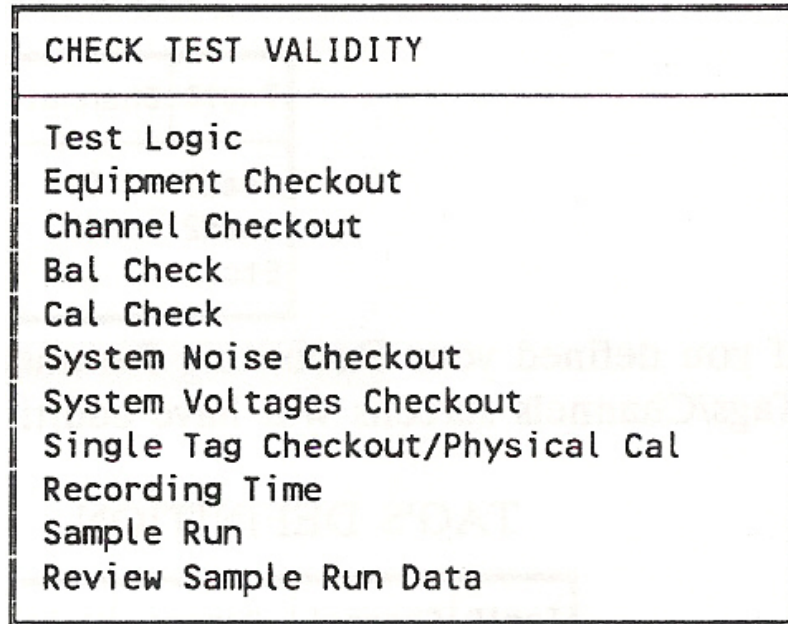 CHECK TEST VALIDITY
Test Logic
Equipment Checkout
Channel Checkout
Bal Check
Cal Check
System Noise Checkout
System Voltages Checkout
Single Tag Checkout/Physical Cal
Recording Time
Sample Run
Review Sample Run Data